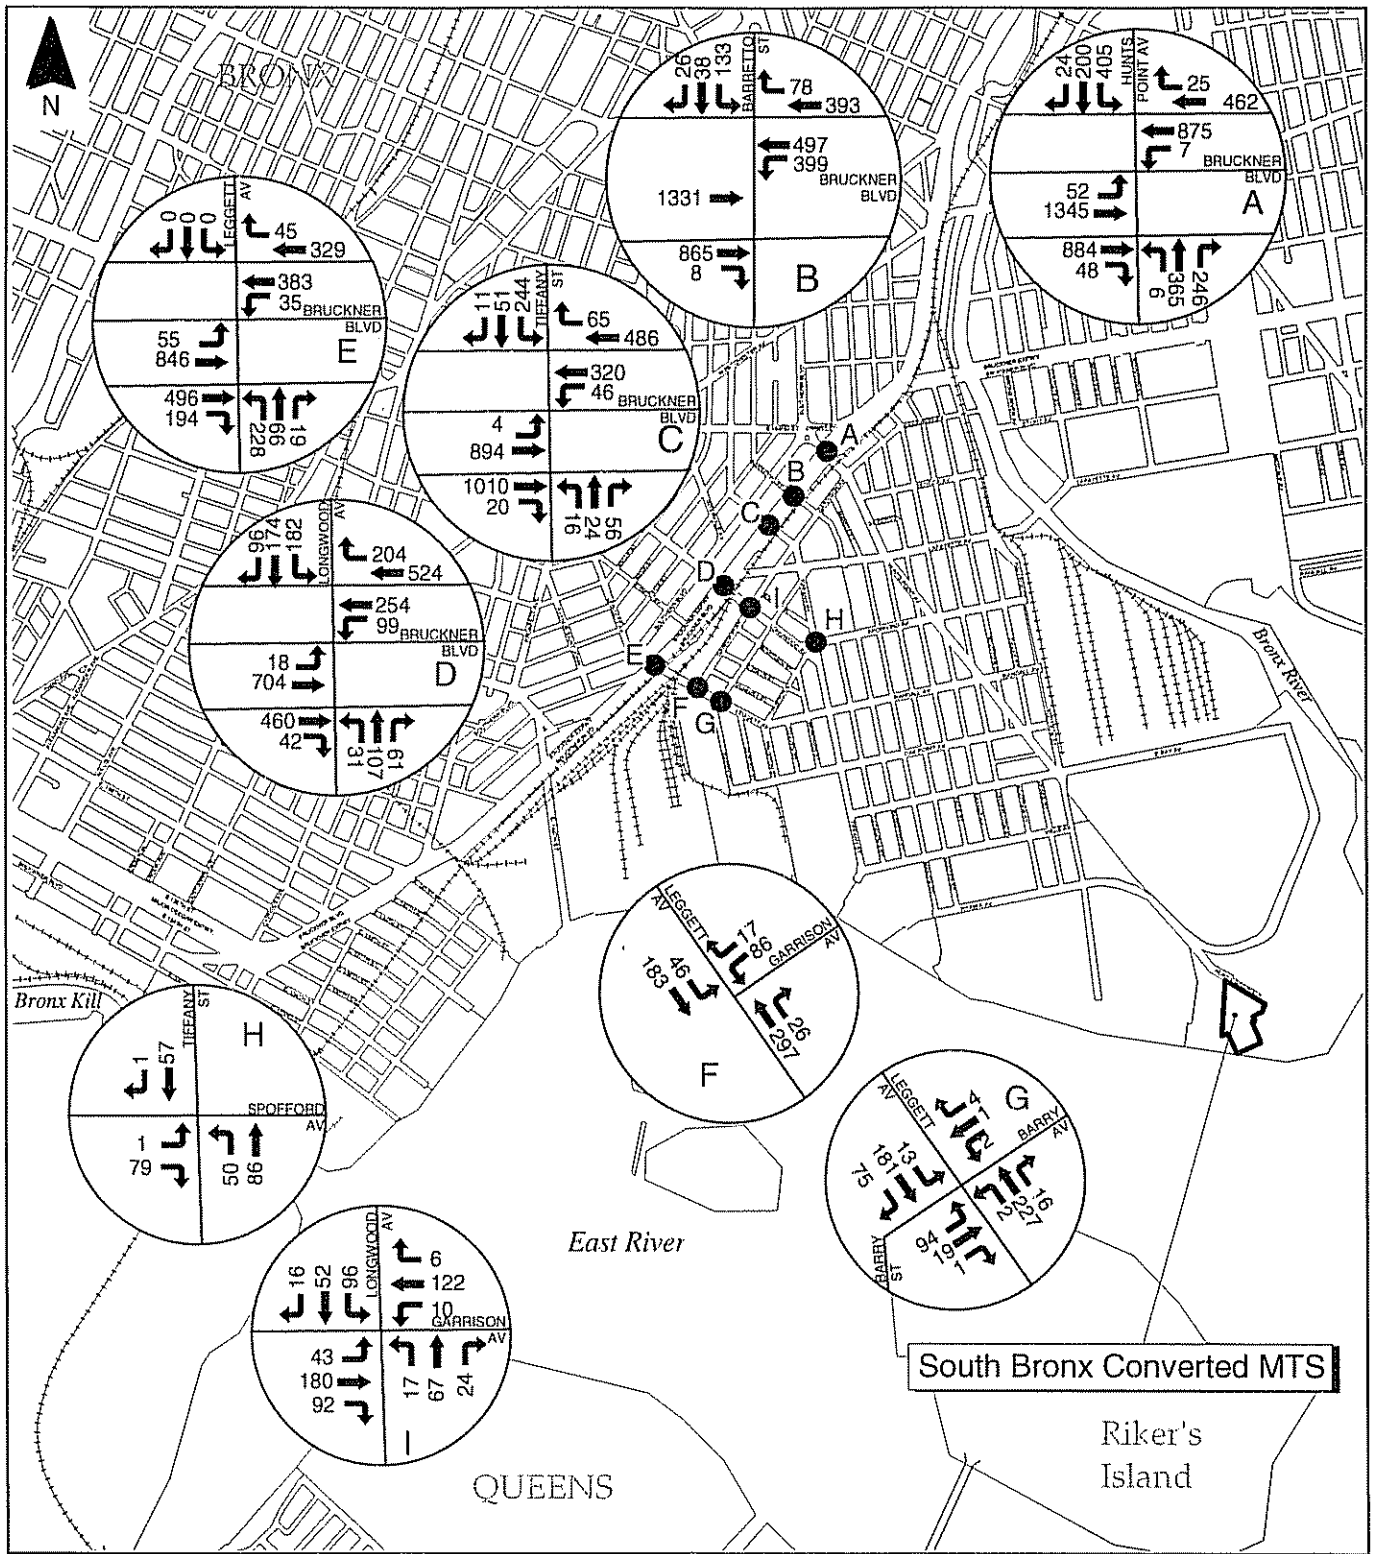 N
BRONX
26
38
133
BARRETTO
ST
78
393
497
399
BRUCKNER
BLVD
1331
865
8
B
24
200
405
HUNTS
POINT AV
25
462
875
7
BRUCKNER
BLVD
52
1345
A
884
48
6
365
246
0
0
0
LEGGETT
AV
45
329
383
35
BRUCKNER
BLVD
55
846
E
496
194
228
66
19
11
51
244
TIFFANY
ST
65
486
320
46
BRUCKNER
BLVD
4
894
C
1010
20
16
24
56
96
174
182
LONGWOOD
AV
204
524
254
99
BRUCKNER
BLVD
18
704
D
460
42
31
107
61
A
B
C
D
I
H
E
F
G
Bronx River
LEGGETT
AV
17
86
GARRISON
AV
46
183
26
297
F
Bronx Kill
TIFFANY
ST
H
1
57
SPOFFORD
AV
1
79
50
86
LEGGETT
AV
4
1
2
G
BARRY
AV
13
181
75
16
227
2
94
19
1
BARRY
ST
East River
16
52
96
LONGWOOD
AV
6
122
10
GARRISON
AV
43
180
92
17
67
24
I
South Bronx Converted MTS
Riker's
Island
QUEENS